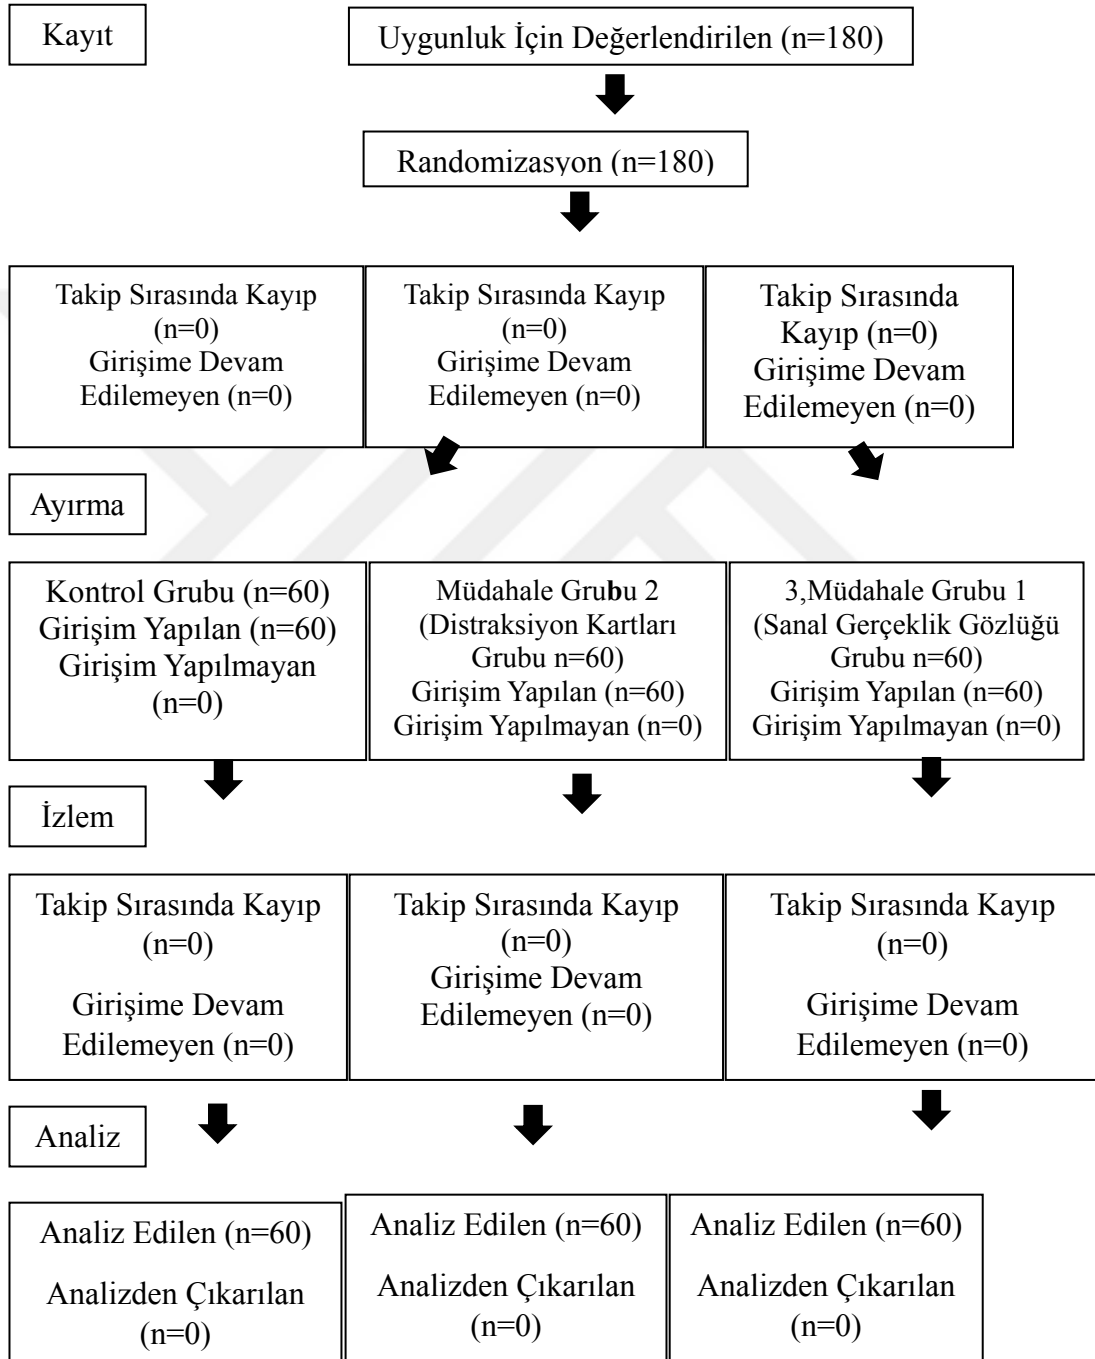 Kayıt
Uygunluk İçin Değerlendirilen (n=180)
Randomizasyon (n=180)
Takip Sırasında Kayıp
(n=0)
Girişime Devam
Edilemeyen (n=0)
Takip Sırasında Kayıp
(n=0)
Girişime Devam
Edilemeyen (n=0)
Takip Sırasında
Kayıp (n=0)
Girişime Devam
Edilemeyen (n=0)
Ayırma
Kontrol Grubu (n=60)
Girişim Yapılan (n=60)
Girişim Yapılmayan
(n=0)
Müdahale Grubu 2
(Distraksiyon Kartları
Grubu n=60)
Girişim Yapılan (n=60)
Girişim Yapılmayan (n=0)
3,Müdahale Grubu 1
(Sanal Gerçeklik Gözlüğü
Grubu n=60)
Girişim Yapılan (n=60)
Girişim Yapılmayan (n=0)
İzlem
Takip Sırasında Kayıp
(n=0)
Girişime Devam
Edilemeyen (n=0)
Takip Sırasında Kayıp
(n=0)
Girişime Devam
Edilemeyen (n=0)
Takip Sırasında Kayıp
(n=0)
Girişime Devam
Edilemeyen (n=0)
Analiz
Analiz Edilen (n=60)
Analizden Çıkarılan
(n=0)
Analiz Edilen (n=60)
Analizden Çıkarılan
(n=0)
Analiz Edilen (n=60)
Analizden Çıkarılan
(n=0)